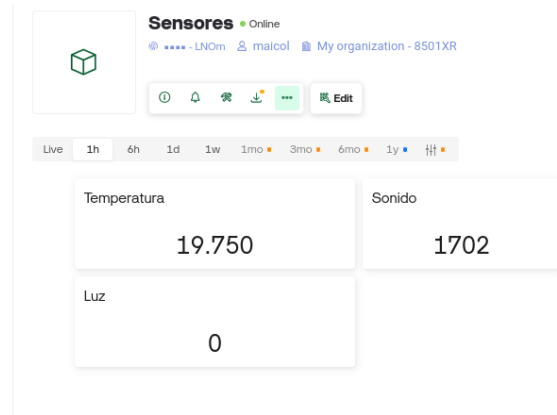 Sensores Online
- LNOm maicol My organization - 8501XR
Edit
Live 1h 6h 1d 1w 1mo 3mo 6mo 1y
Temperatura
Sonido
19.750
1702
Luz
0